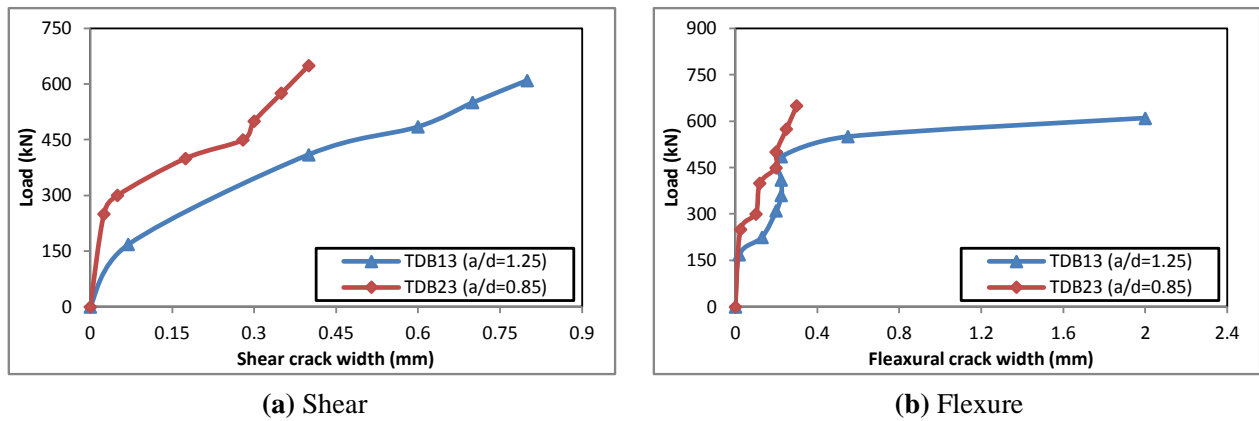 750
600
450
300
150
0
Load (kN)
TDB13 (a/d=1.25)
TDB23 (a/d=0.85)
0 0.15 0.3 0.45 0.6 0.75 0.9
Shear crack width (mm)
(a) Shear
900
750
600
450
300
150
0
Load (kN)
TDB13 (a/d=1.25)
TDB23 (a/d=0.85)
0 0.4 0.8 1.2 1.6 2 2.4
Fleaxural crack width (mm)
(b) Flexure